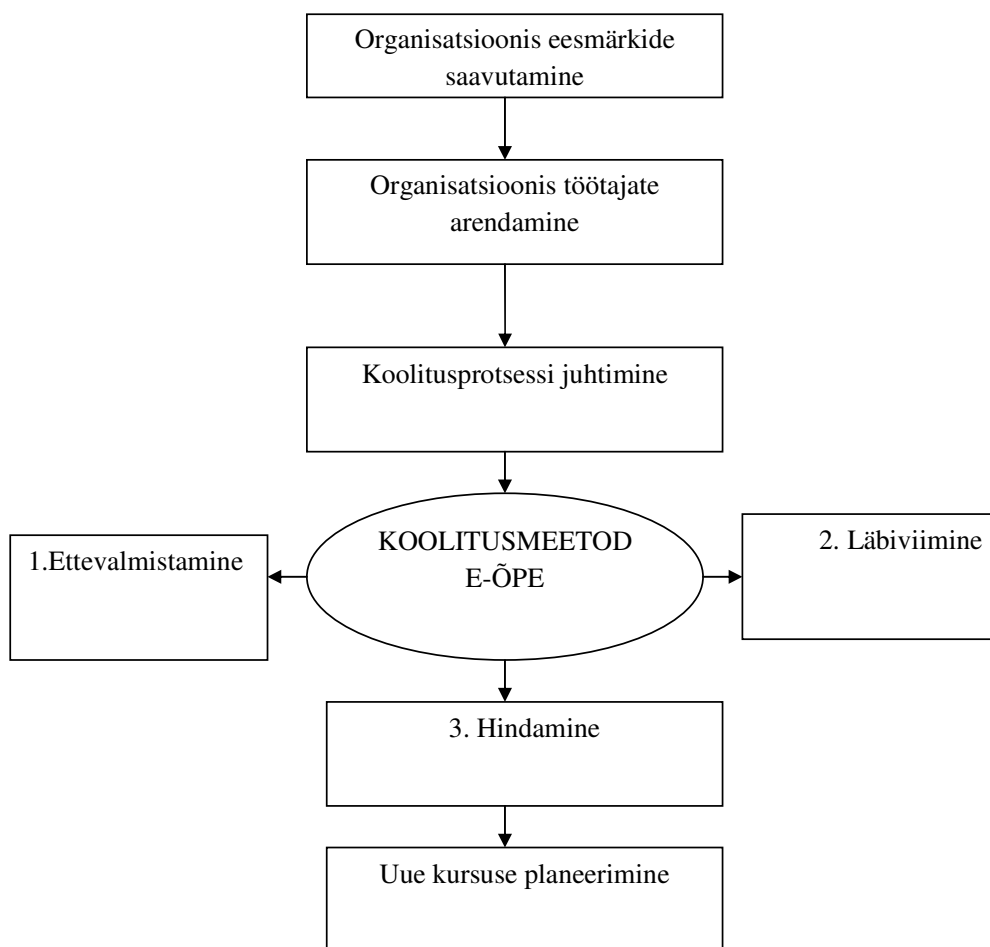 Organisatsioonis eesmärkide
saavutamine
Organisatsioonis töötajate
arendamine
Koolitusprotsessi juhtimine
KOOLITUSMEETOD
E-ÕPE
1.Ettevalmistamine
2. Läbiviimine
3. Hindamine
Uue kursuse planeerimine